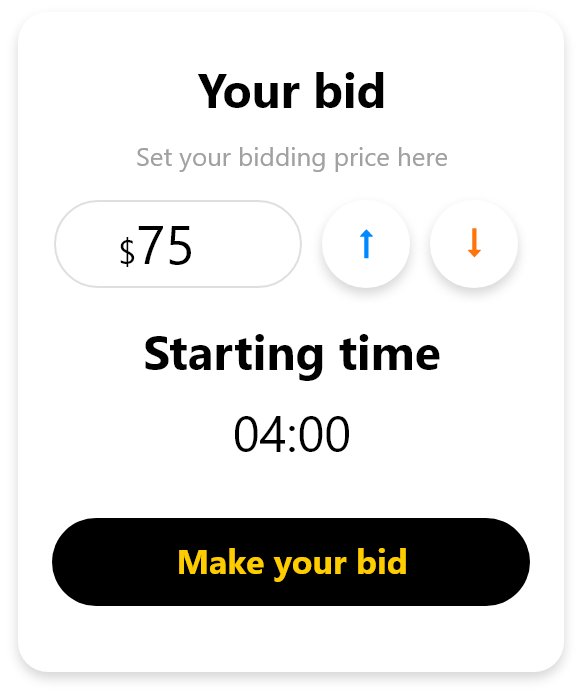 Your bid
Set your bidding price here
$75
Starting time
04:00
Make your bid